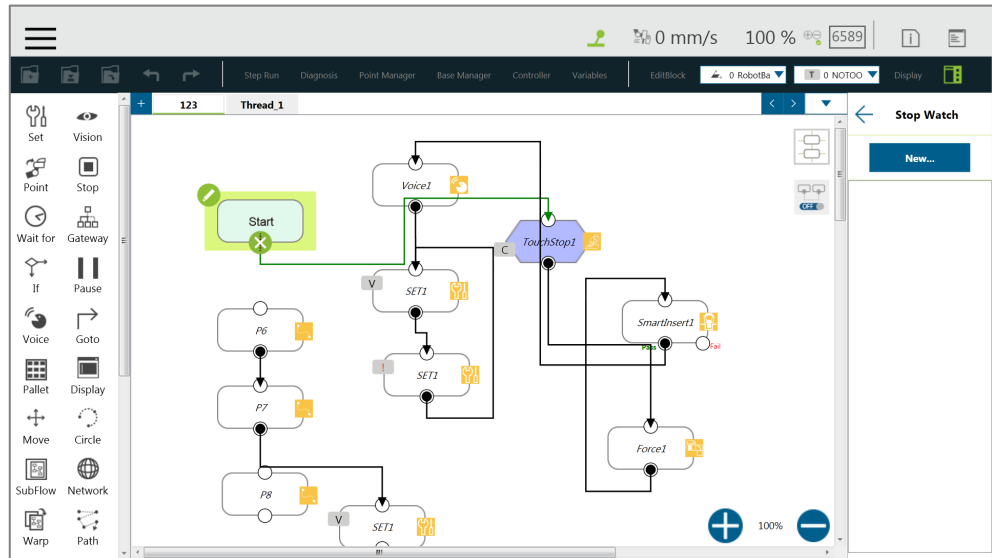 0 mm/s 100 % 6589
Step Run Diagnosis Point Manager Base Manager Controller Variables EditBlock 0 RobotBa T 0 NOTOO Display
+ 123 Thread_1 < >
Set Vision
Point Stop
Wait for Gateway
If Pause
Voice Goto
Pallet Display
Move Circle
SubFlow Network
Warp Path
Stop Watch
New...
OFF
Voice1
Start
TouchStop1
C
V
SET1
SmartInsert1
Pass
Fail
P6
!
SET1
P7
Force1
P8
V
SET1
100%